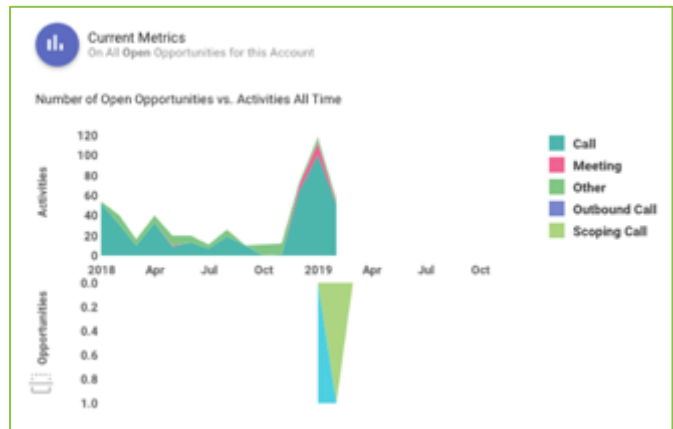 Current Metrics
On All Open Opportunities for this Account
Number of Open Opportunities vs. Activities All Time
Activities
120
100
80
60
40
20
0
2018 Apr Jul Oct 2019 Apr Jul Oct
Call
Meeting
Other
Outbound Call
Scoping Call
Opportunities
0.0
0.2
0.4
0.6
0.8
1.0